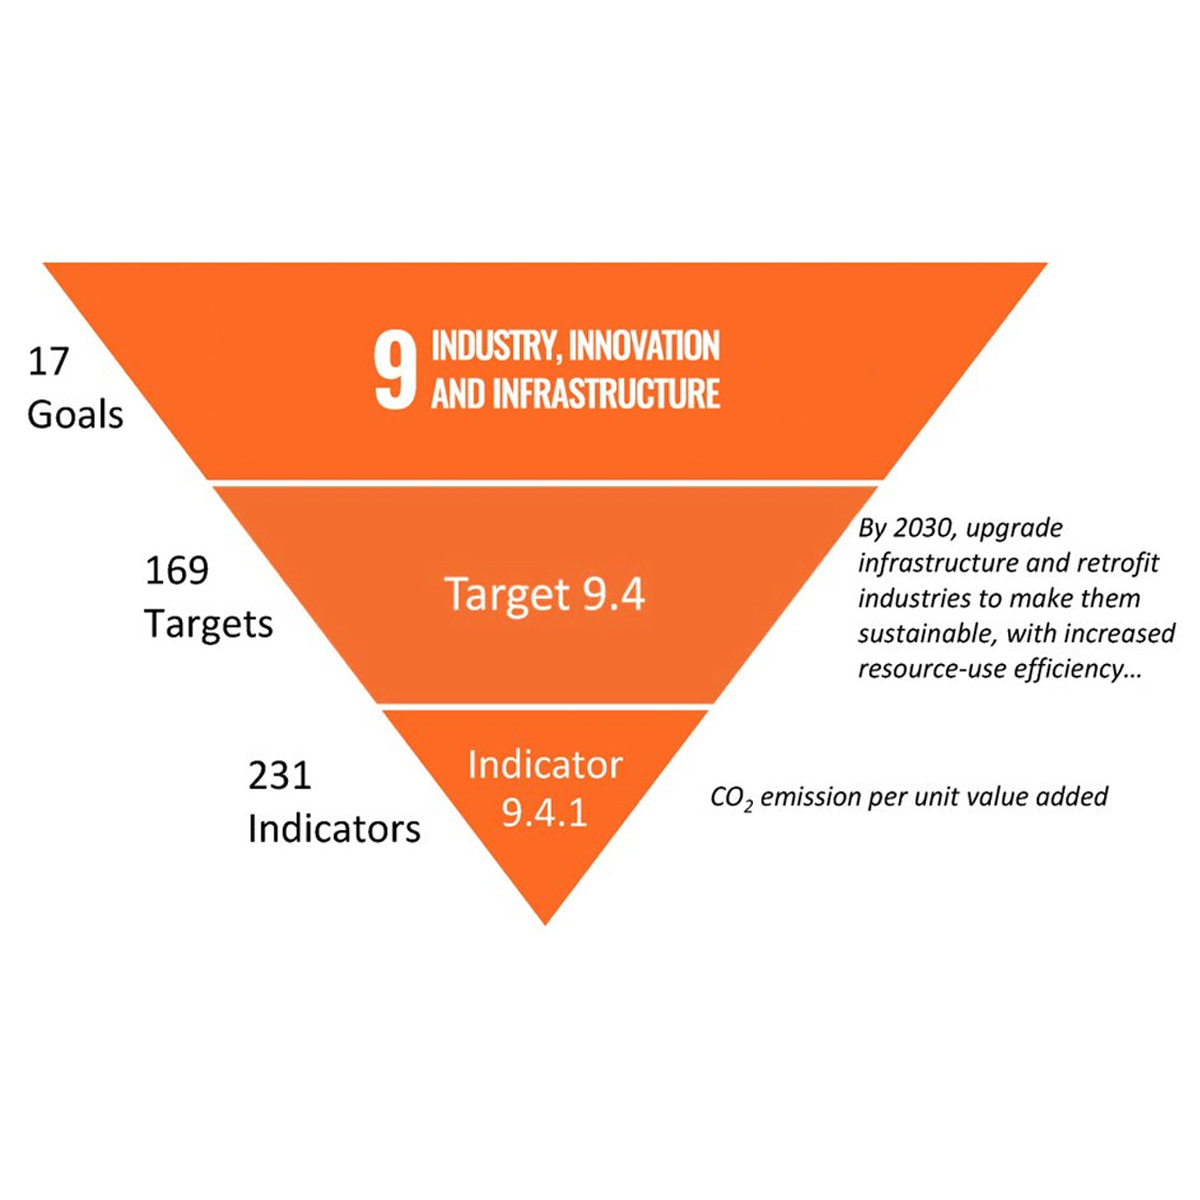 17
Goals
9 INDUSTRY, INNOVATION
AND INFRASTRUCTURE
169
Targets
Target 9.4
By 2030, upgrade
infrastructure and retrofit
industries to make them
sustainable, with increased
resource-use efficiency...
231
Indicators
Indicator
9.4.1
CO₂ emission per unit value added